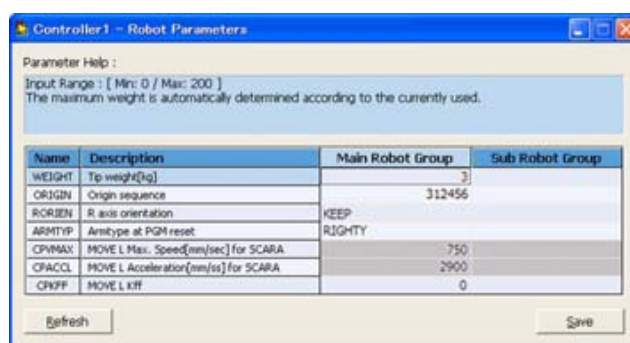 Controller1 - Robot Parameters
Parameter Help :
Input Range : [ Min: 0 / Max: 200 ]
The maximum weight is automatically determined according to the currently used.
Name Description Main Robot Group Sub Robot Group
WEIGHT Tip weight[kg] 3
ORIGIN Origin sequence 312456
RORIEN R axis orientation KEEP
ARMTYP Armtype at PGM reset RIGHTY
CPVMAX MOVE L Max. Speed[mm/sec] for SCARA 750
CPACCL MOVE L Acceleration[mm/ss] for SCARA 2900
CPKFF MOVE L Kff 0
Refresh Save